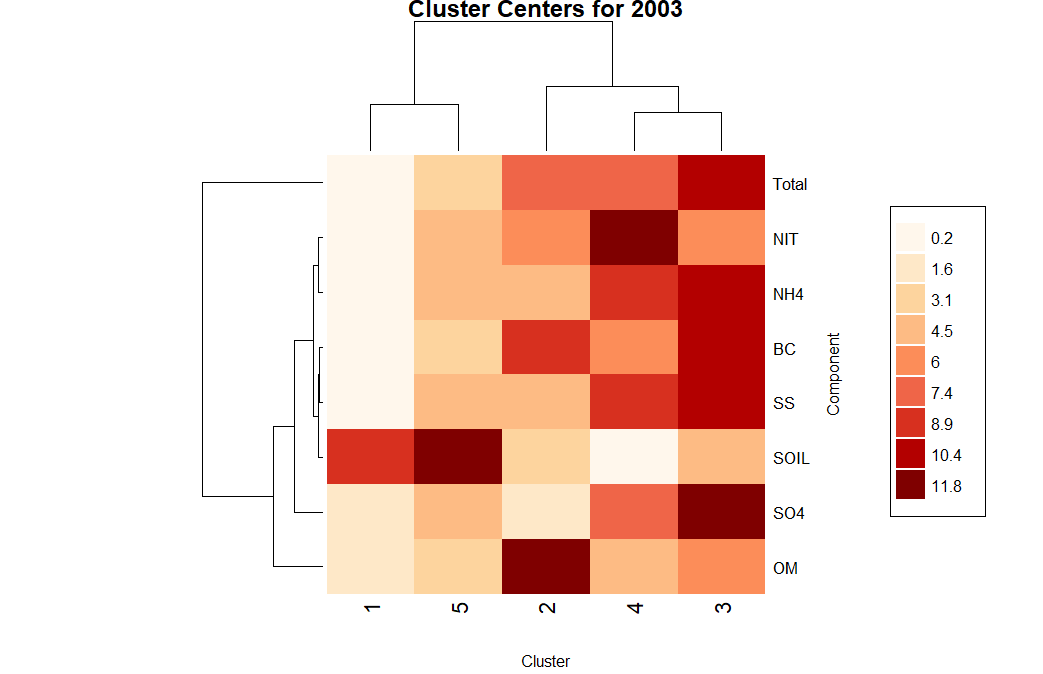 Cluster Centers for 2003
Total
NIT
NH4
BC
SS
SOIL
SO4
OM
Component
0.2
1.6
3.1
4.5
6
7.4
8.9
10.4
11.8
1
5
2
4
3
Cluster